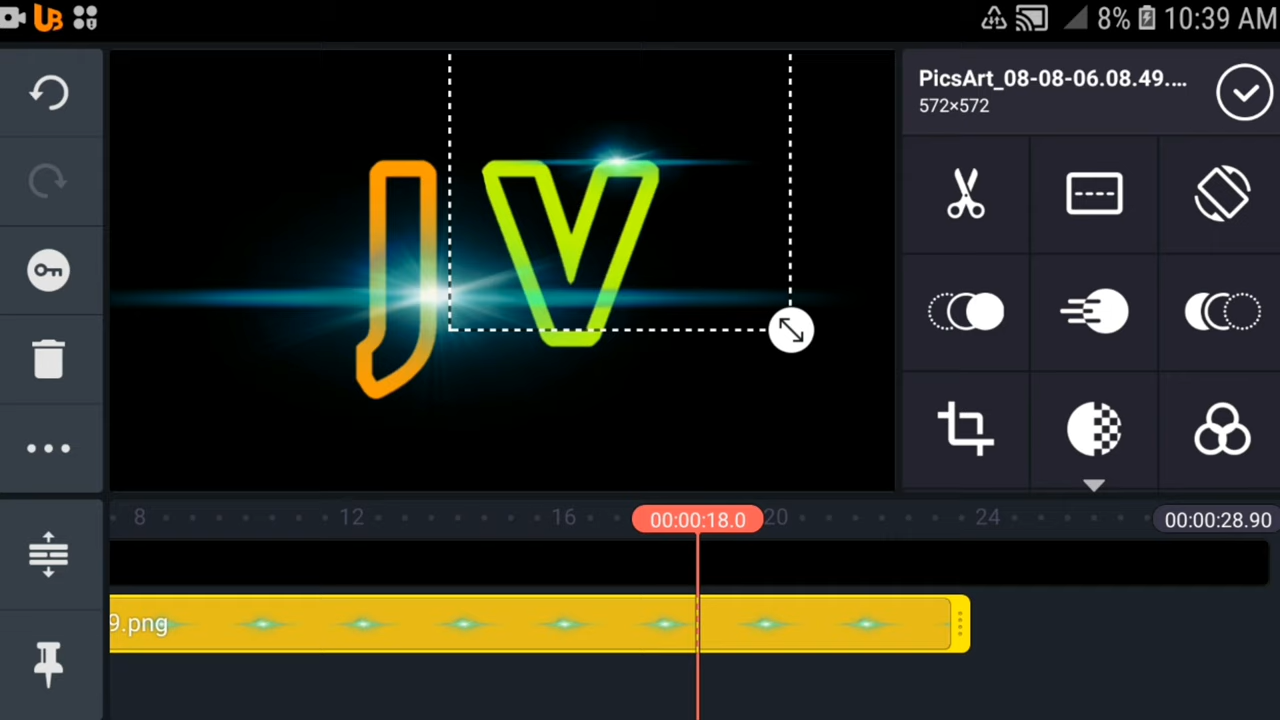 8% 10:39 AM
PicsArt_08-08-06.08.49....
572×572
JV
8 12 16 00:00:18.0 20 24 00:00:28.90
9.png